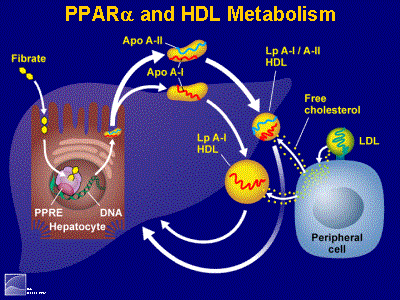 PPARα and HDL Metabolism
Apo A-II
Lp A-I / A-II
HDL
Fibrate
Apo A-I
Free
cholesterol
LDL
Lp A-I
HDL
PPRE
DNA
Hepatocyte
Peripheral
cell